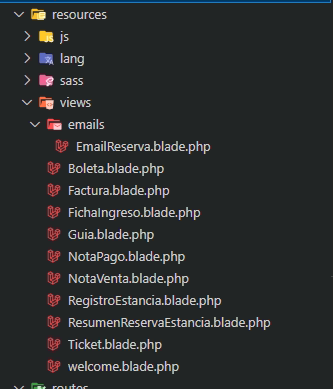 resources
js
lang
sass
views
emails
EmailReserva.blade.php
Boleta.blade.php
Factura.blade.php
FichaIngreso.blade.php
Guia.blade.php
NotaPago.blade.php
NotaVenta.blade.php
RegistroEstancia.blade.php
ResumenReservaEstancia.blade.php
Ticket.blade.php
welcome.blade.php
routes